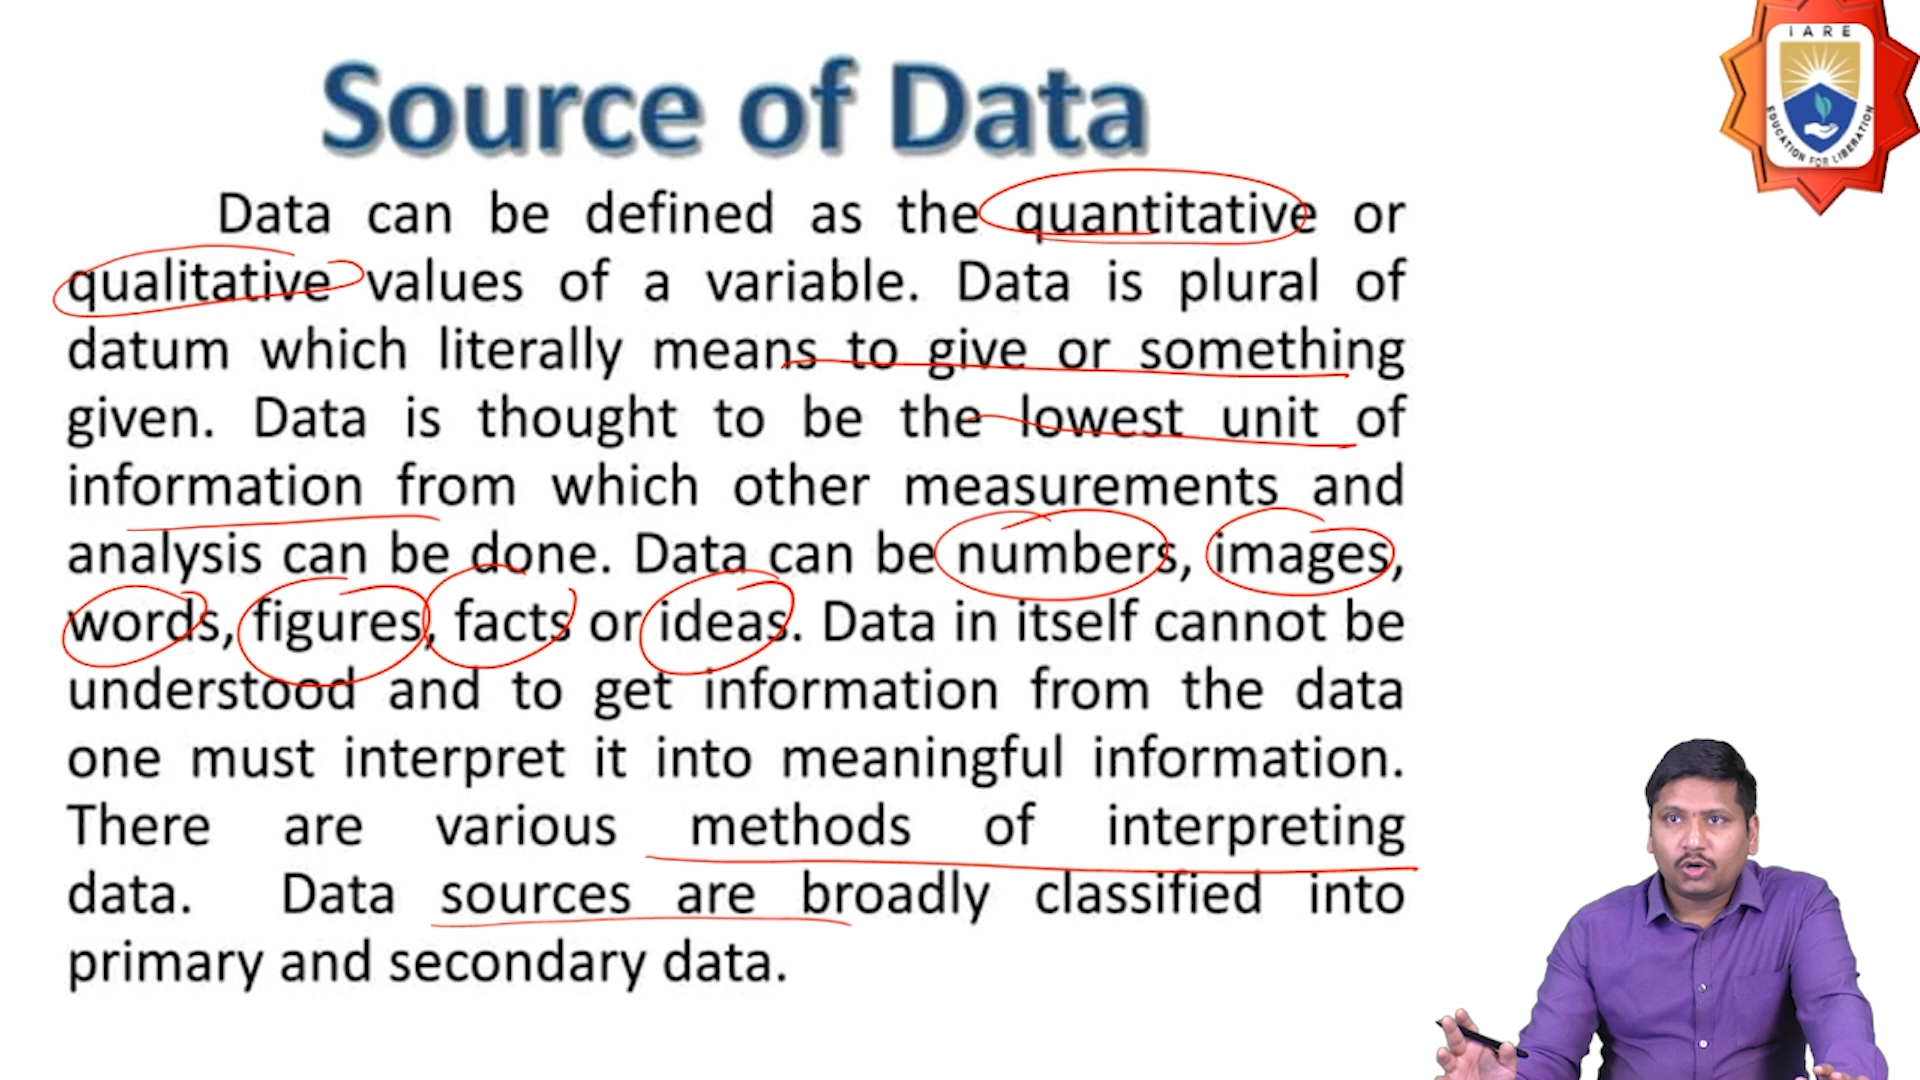 Source of Data
IARE
EDUCATION FOR LIBERATION
Data can be defined as the quantitative or
qualitative values of a variable. Data is plural of
datum which literally means to give or something
given. Data is thought to be the lowest unit of
information from which other measurements and
analysis can be done. Data can be numbers, images,
words, figures, facts or ideas. Data in itself cannot be
understood and to get information from the data
one must interpret it into meaningful information.
There are various methods of interpreting
data. Data sources are broadly classified into
primary and secondary data.